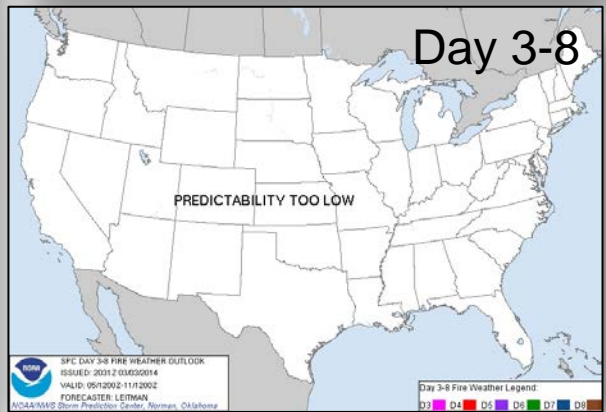 Day 3-8
PREDICTABILITY TOO LOW
NOAA
SPC DAY 3-8 FIRE WEATHER OUTLOOK
ISSUED: 2031Z 03/03/2014
VALID: 05/1200Z-11/1200Z
FORECASTER: LEITMAN
NOAA/NWS Storm Prediction Center, Norman, Oklahoma
Day 3-8 Fire Weather Legend:
D3 D4 D5 D6 D7 D8